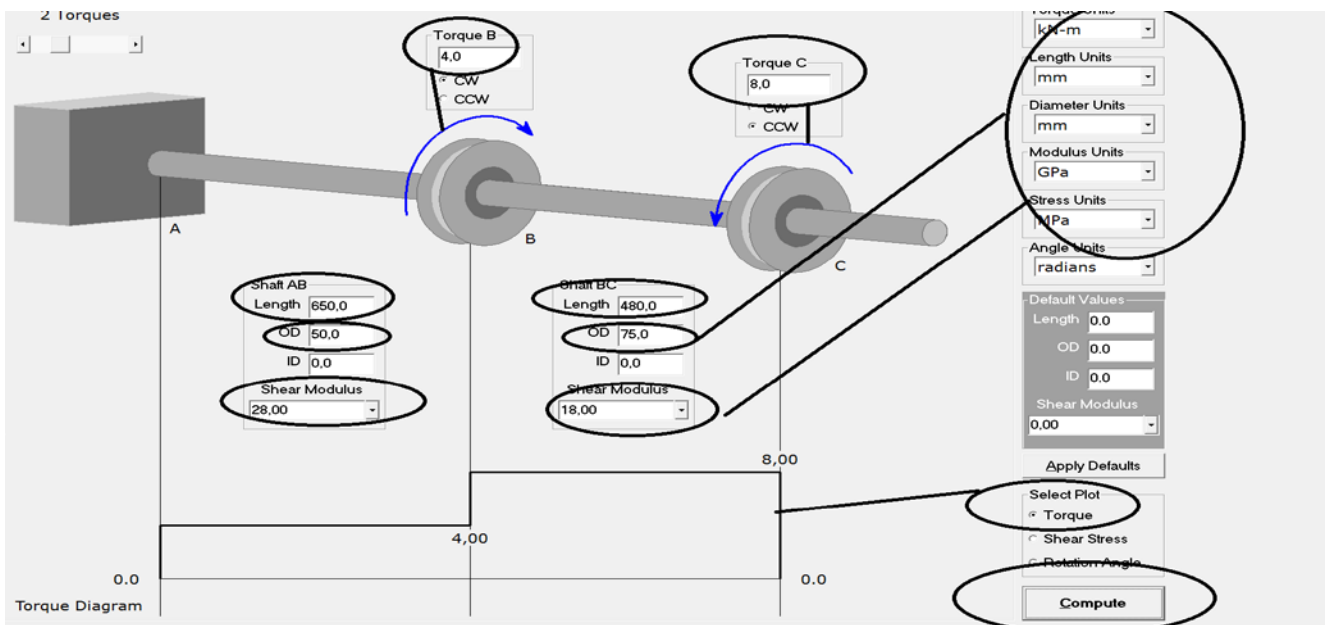 2 Torques
Torque B
4,0
CW
CCW
Torque C
8,0
CW
CCW
A
B
C
Shaft AB
Length 650,0
OD 50,0
ID 0,0
Shear Modulus
28,00
Shaft BC
Length 480,0
OD 75,0
ID 0,0
Shear Modulus
18,00
8,00
4,00
0.0
0.0
Torque Diagram
Torque Units
kN-m
Length Units
mm
Diameter Units
mm
Modulus Units
GPa
Stress Units
MPa
Angle Units
radians
Default Values
Length 0.0
OD 0.0
ID 0.0
Shear Modulus
0,00
Apply Defaults
Select Plot
Torque
Shear Stress
Rotation Angle
Compute